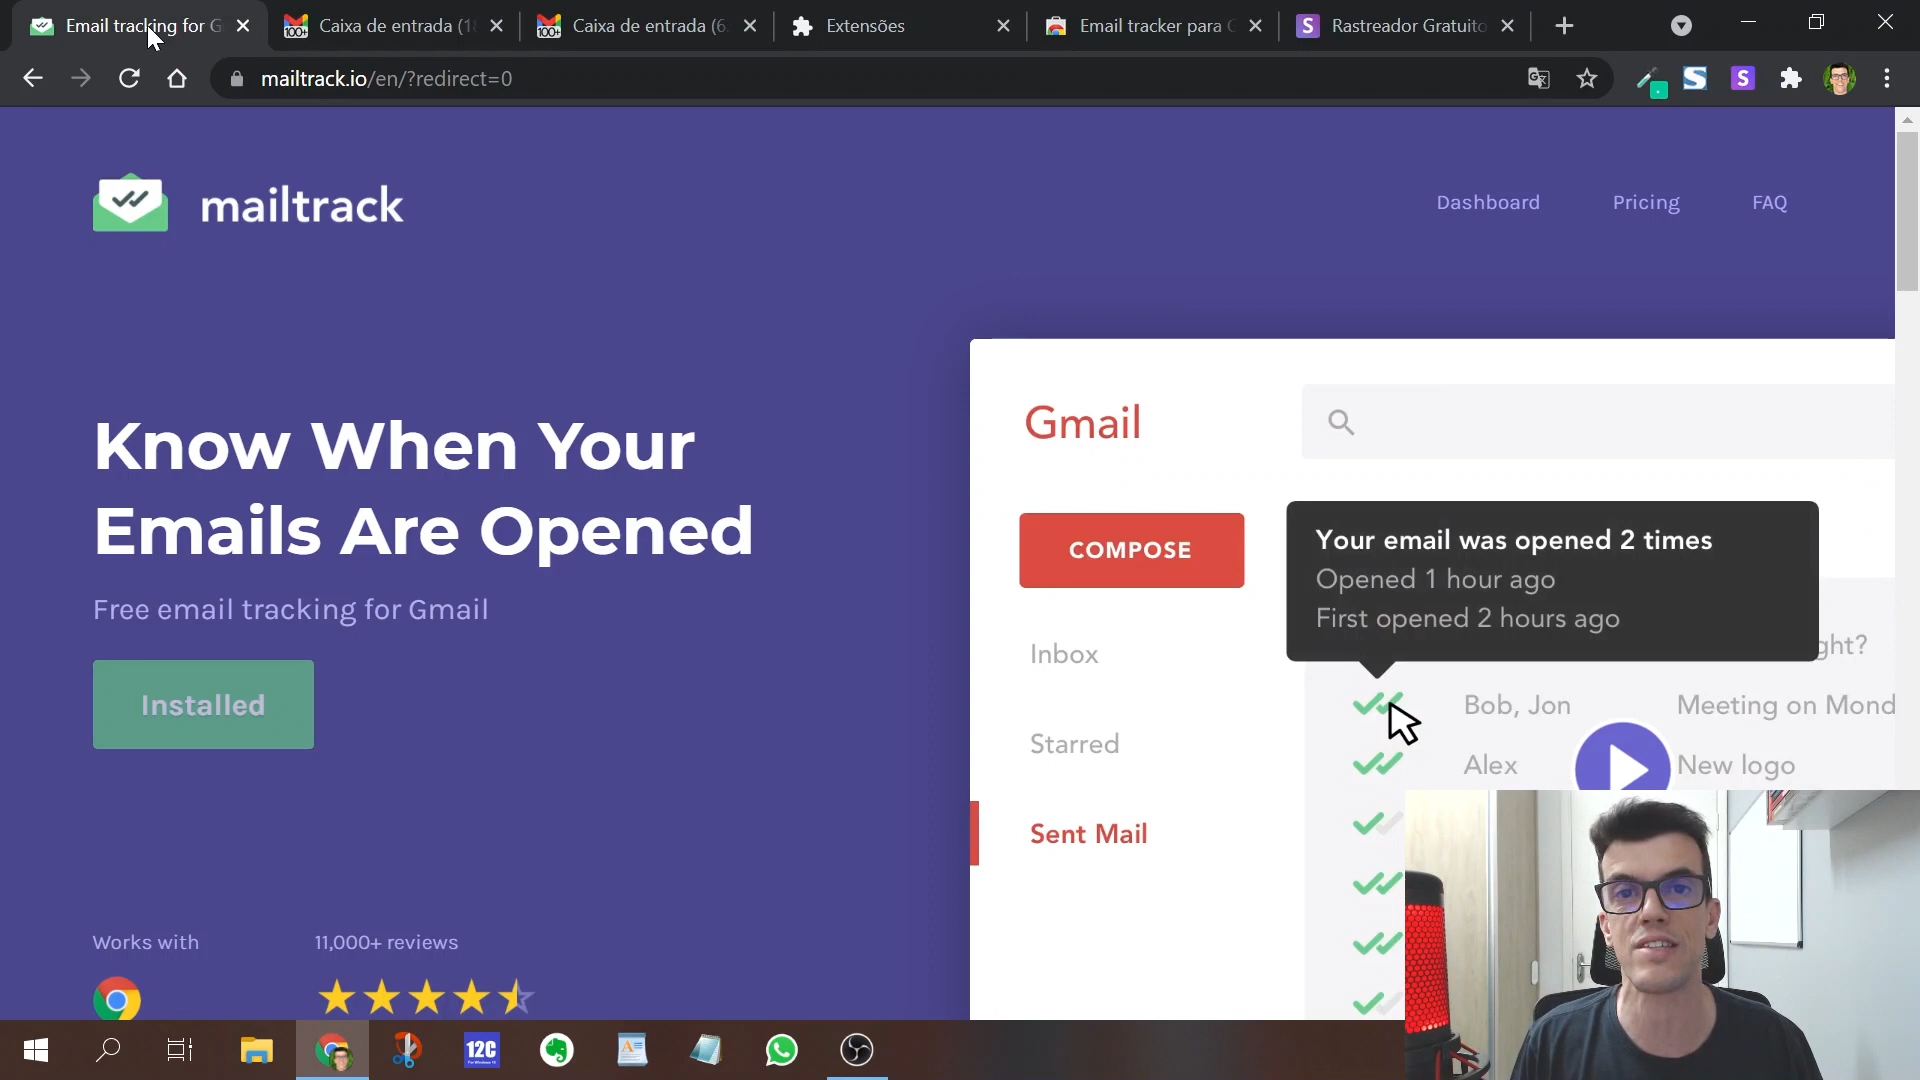 Email tracking for G
Caixa de entrada (18
Caixa de entrada (6.
Extensões
Email tracker para G
Rastreador Gratuito
mailtrack.io/en/?redirect=0
mailtrack
Dashboard
Pricing
FAQ
Know When Your
Emails Are Opened
Free email tracking for Gmail
Installed
Works with
11,000+ reviews
Gmail
COMPOSE
Inbox
Starred
Sent Mail
Your email was opened 2 times
Opened 1 hour ago
First opened 2 hours ago
ght?
Bob, Jon
Meeting on Mond
Alex
New logo
12C